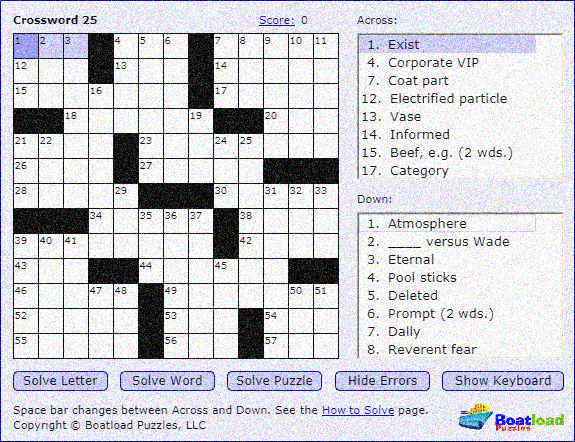 Crossword 25
Score: 0
1 2 3 4 5 6 7 8 9 10 11
12 13 14
15 16 17
18 19 20
21 22 23 24 25
26 27
28 29 30 31 32 33
34 35 36 37 38
39 40 41 42
43 44 45
46 47 48 49 50 51
52 53 54
55 56 57
Across:
1. Exist
4. Corporate VIP
7. Coat part
12. Electrified particle
13. Vase
14. Informed
15. Beef, e.g. (2 wds.)
17. Category
Down:
1. Atmosphere
2. ____ versus Wade
3. Eternal
4. Pool sticks
5. Deleted
6. Prompt (2 wds.)
7. Dally
8. Reverent fear
Solve Letter Solve Word Solve Puzzle Hide Errors Show Keyboard
Space bar changes between Across and Down. See the How to Solve page.
Copyright © Boatload Puzzles, LLC
Boatload
Puzzles